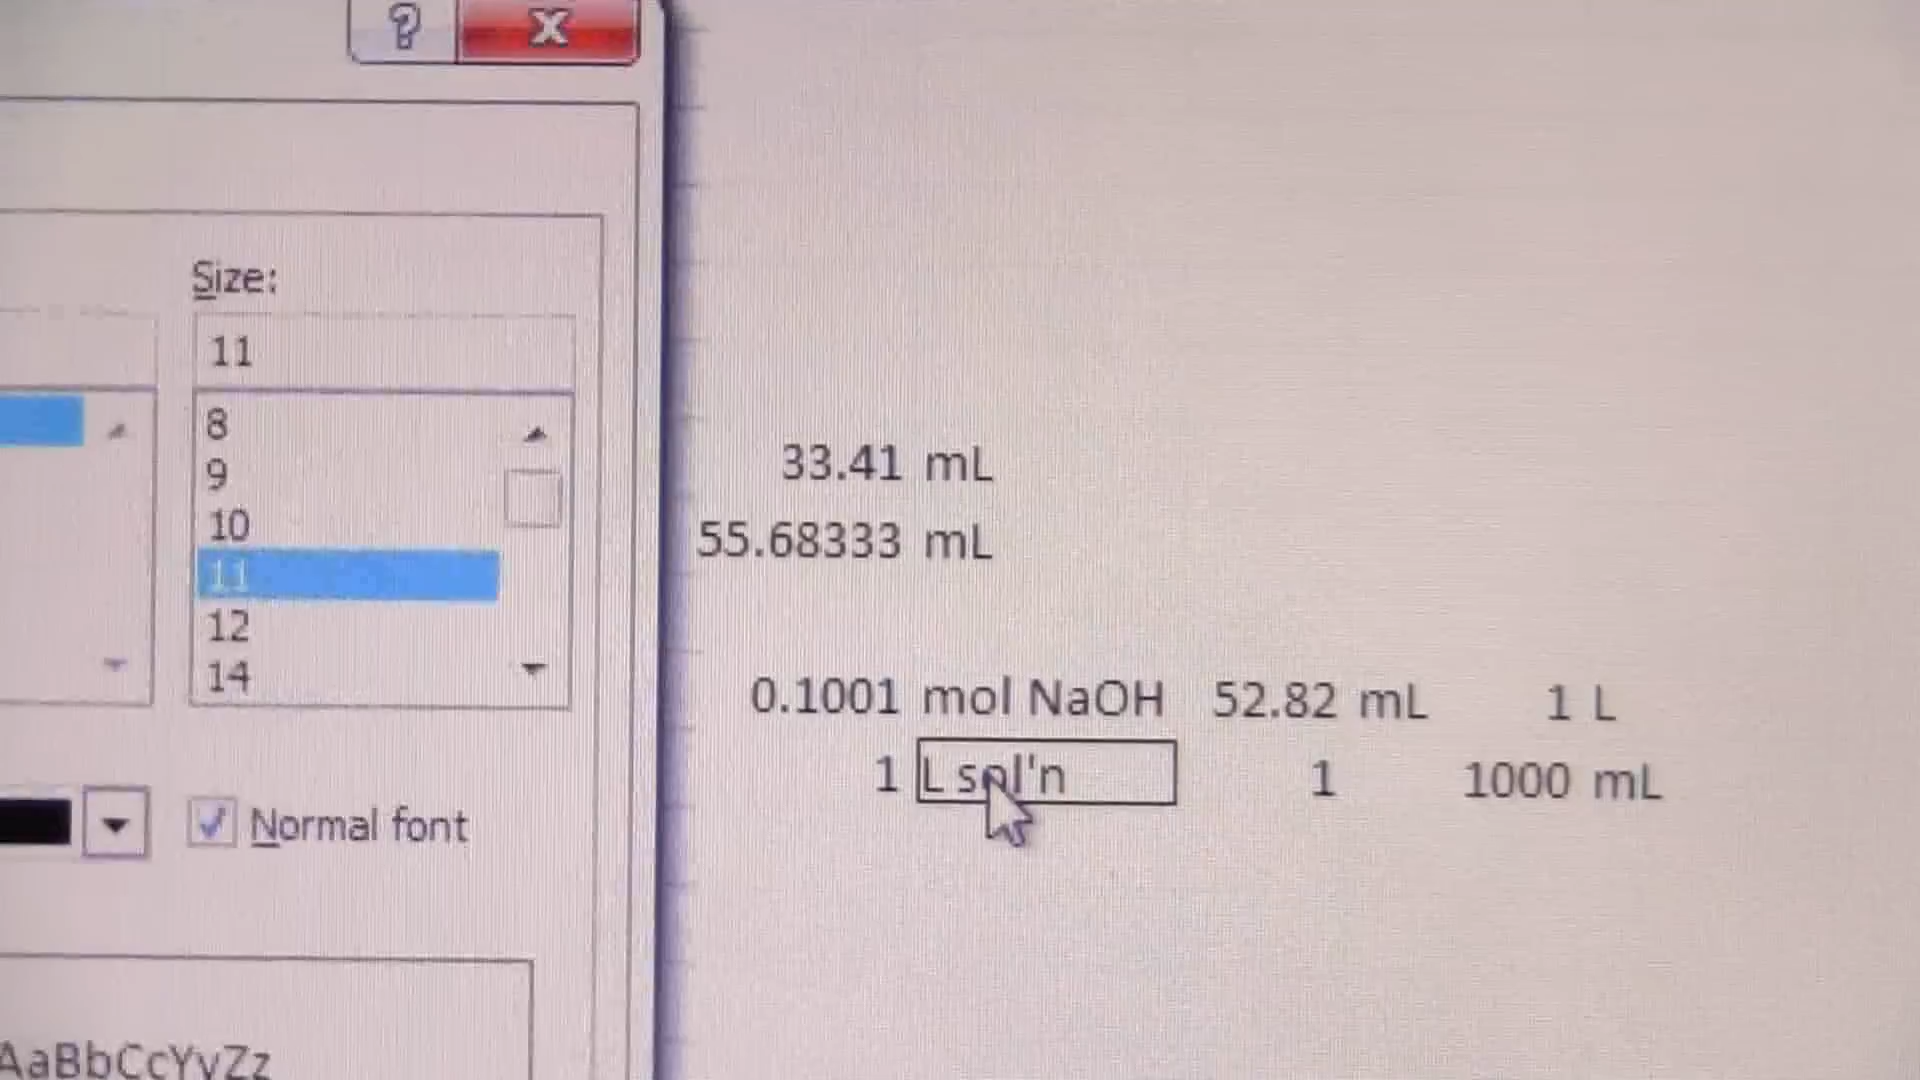 ?
X
Size:
11
8
9
10
11
12
14
Normal font
AaBbCcYyZz
33.41 mL
55.68333 mL
0.1001 mol NaOH 52.82 mL 1 L
1 L sol'n 1 1000 mL